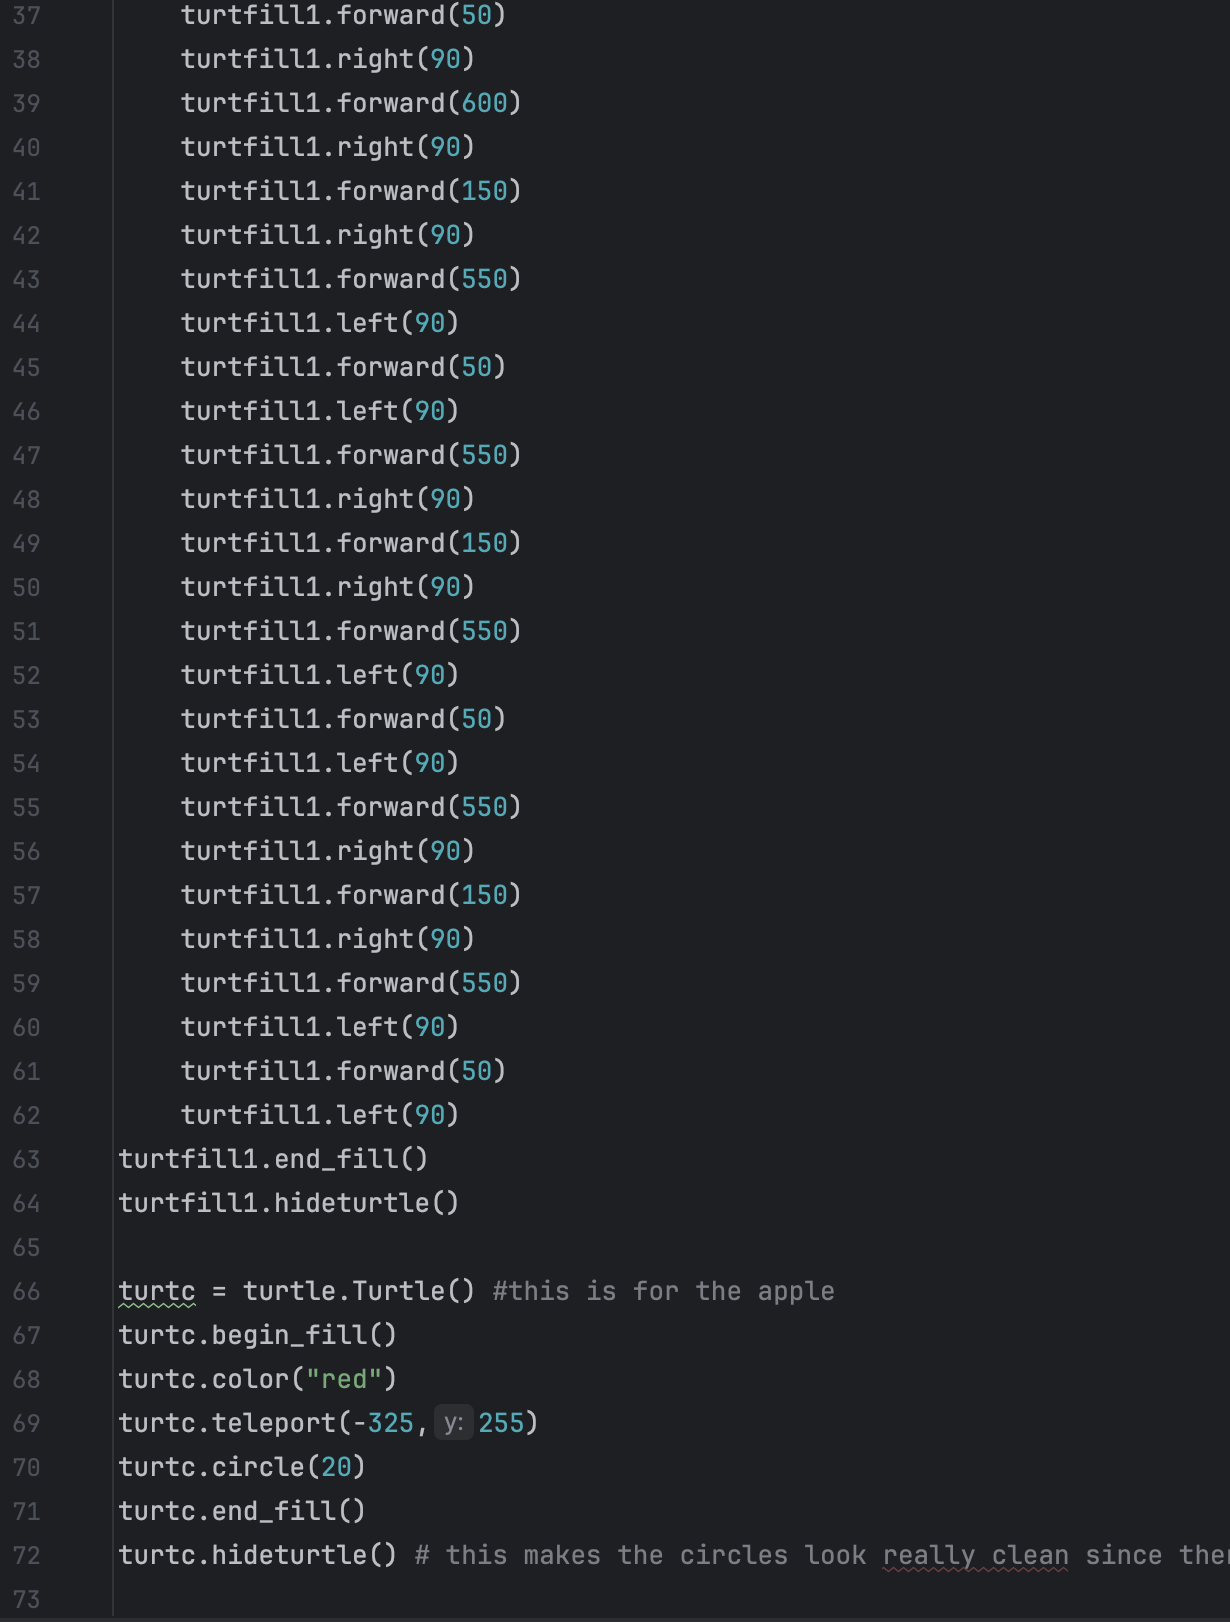 37 turtfill1.forward(50)
38 turtfill1.right(90)
39 turtfill1.forward(600)
40 turtfill1.right(90)
41 turtfill1.forward(150)
42 turtfill1.right(90)
43 turtfill1.forward(550)
44 turtfill1.left(90)
45 turtfill1.forward(50)
46 turtfill1.left(90)
47 turtfill1.forward(550)
48 turtfill1.right(90)
49 turtfill1.forward(150)
50 turtfill1.right(90)
51 turtfill1.forward(550)
52 turtfill1.left(90)
53 turtfill1.forward(50)
54 turtfill1.left(90)
55 turtfill1.forward(550)
56 turtfill1.right(90)
57 turtfill1.forward(150)
58 turtfill1.right(90)
59 turtfill1.forward(550)
60 turtfill1.left(90)
61 turtfill1.forward(50)
62 turtfill1.left(90)
63 turtfill1.end_fill()
64 turtfill1.hideturtle()
65
66 turtc = turtle.Turtle() #this is for the apple
67 turtc.begin_fill()
68 turtc.color("red")
69 turtc.teleport(-325, y: 255)
70 turtc.circle(20)
71 turtc.end_fill()
72 turtc.hideturtle() # this makes the circles look really clean since
73